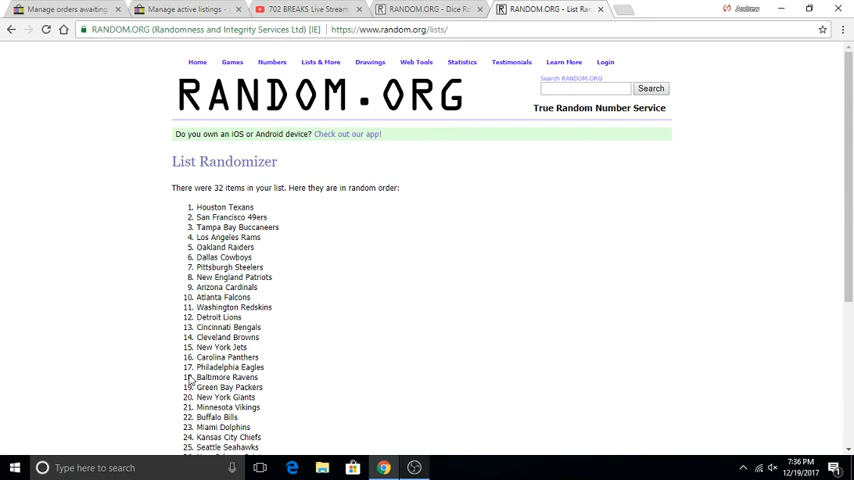 Manage orders awaiting
Manage active listings -
702 BREAKS Live Stream
RANDOM.ORG - Dice Ro
RANDOM.ORG - List Ran
Andrew
RANDOM.ORG (Randomness and Integrity Services Ltd) [IE] https://www.random.org/lists/
Home Games Numbers Lists & More Drawings Web Tools Statistics Testimonials Learn More Login
RANDOM.ORG
Search RANDOM.ORG
Search
True Random Number Service
Do you own an iOS or Android device? Check out our app!
List Randomizer
There were 32 items in your list. Here they are in random order:
1. Houston Texans
2. San Francisco 49ers
3. Tampa Bay Buccaneers
4. Los Angeles Rams
5. Oakland Raiders
6. Dallas Cowboys
7. Pittsburgh Steelers
8. New England Patriots
9. Arizona Cardinals
10. Atlanta Falcons
11. Washington Redskins
12. Detroit Lions
13. Cincinnati Bengals
14. Cleveland Browns
15. New York Jets
16. Carolina Panthers
17. Philadelphia Eagles
18. Baltimore Ravens
19. Green Bay Packers
20. New York Giants
21. Minnesota Vikings
22. Buffalo Bills
23. Miami Dolphins
24. Kansas City Chiefs
25. Seattle Seahawks
Type here to search
7:36 PM
12/19/2017